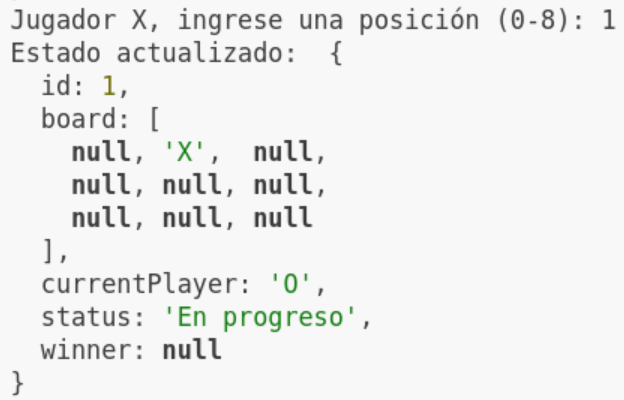 Jugador X, ingrese una posición (0-8): 1
Estado actualizado:  {
  id: 1,
  board: [
    null, 'X',  null,
    null, null, null,
    null, null, null
  ],
  currentPlayer: 'O',
  status: 'En progreso',
  winner: null
}